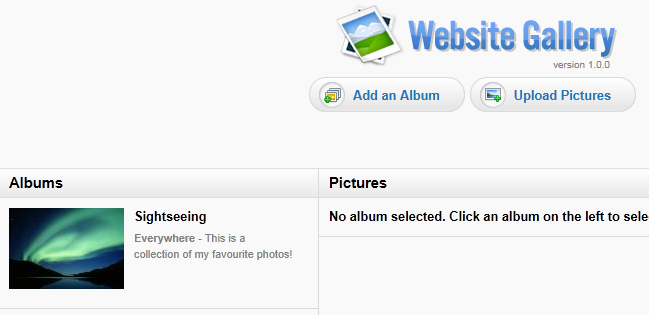 Website Gallery
version 1.0.0
Add an Album
Upload Pictures
Albums
Pictures
Sightseeing
Everywhere - This is a
collection of my favourite photos!
No album selected. Click an album on the left to sele